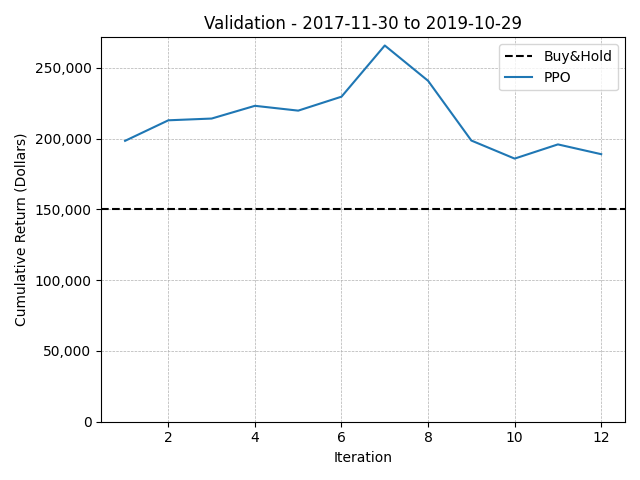 Validation - 2017-11-30 to 2019-10-29
Buy&Hold
PPO
250,000
200,000
150,000
100,000
50,000
0
Cumulative Return (Dollars)
2
4
6
8
10
12
Iteration